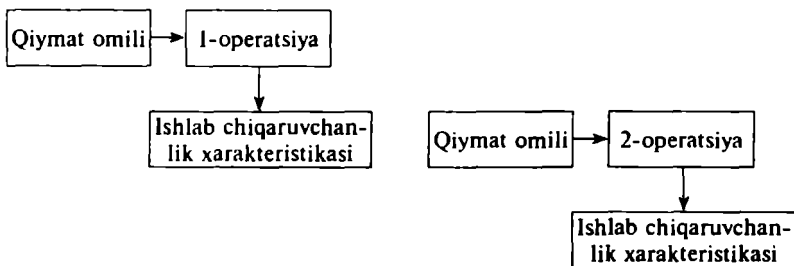 Qiymat omili
1-operatsiya
Ishlab chiqaruvchan-
lik xarakteristikasi
Qiymat omili
2-operatsiya
Ishlab chiqaruvchan-
lik xarakteristikasi